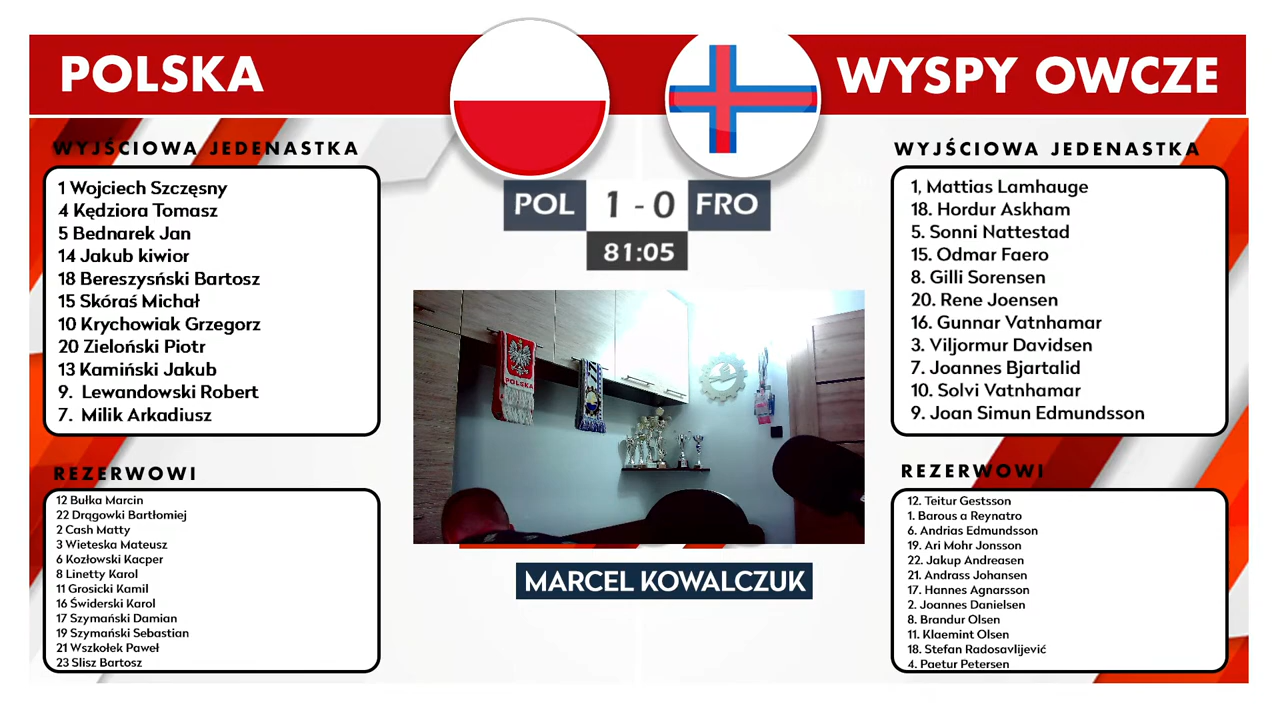 POLSKA
WYSPY OWCZE
WYJŚCIOWA JEDENASTKA
1 Wojciech Szczęsny
4 Kędziora Tomasz
5 Bednarek Jan
14 Jakub kiwior
18 Bereszysński Bartosz
15 Skóraś Michał
10 Krychowiak Grzegorz
20 Zieloński Piotr
13 Kamiński Jakub
9. Lewandowski Robert
7. Milik Arkadiusz
REZERWOWI
12 Bułka Marcin
22 Drągowki Bartłomiej
2 Cash Matty
3 Wieteska Mateusz
6 Kozłowski Kacper
8 Linetty Karol
11 Grosicki Kamil
16 Świderski Karol
17 Szymański Damian
19 Szymański Sebastian
21 Wszkołek Paweł
23 Slisz Bartosz
POL 1 - 0 FRO
81:05
POLSKA
MARCEL KOWALCZUK
WYJŚCIOWA JEDENASTKA
1, Mattias Lamhauge
18. Hordur Askham
5. Sonni Nattestad
15. Odmar Faero
8. Gilli Sorensen
20. Rene Joensen
16. Gunnar Vatnhamar
3. Viljormur Davidsen
7. Joannes Bjartalid
10. Solvi Vatnhamar
9. Joan Simun Edmundsson
REZERWOWI
12. Teitur Gestsson
1. Barous a Reynatro
6. Andrias Edmundsson
19. Ari Mohr Jonsson
22. Jakup Andreasen
21. Andrass Johansen
17. Hannes Agnarsson
2. Joannes Danielsen
8. Brandur Olsen
11. Klaemint Olsen
18. Stefan Radosavlijević
4. Paetur Petersen